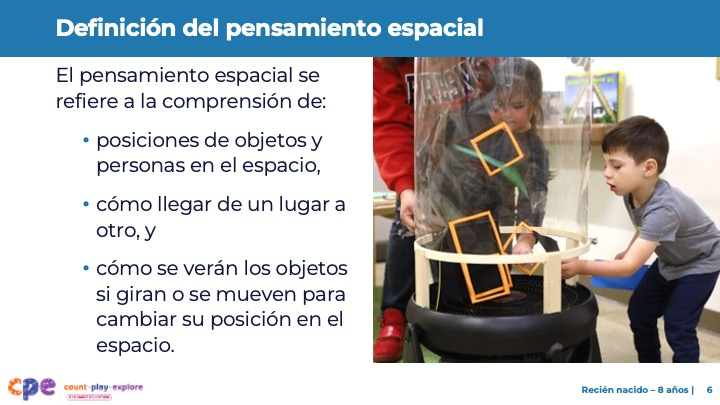 Definición del pensamiento espacial
El pensamiento espacial se
refiere a la comprensión de:
• posiciones de objetos y
personas en el espacio,
• cómo llegar de un lugar a
otro, y
• cómo se verán los objetos
si giran o se mueven para
cambiar su posición en el
espacio.
cpe count-play-explore
Recién nacido – 8 años | 6